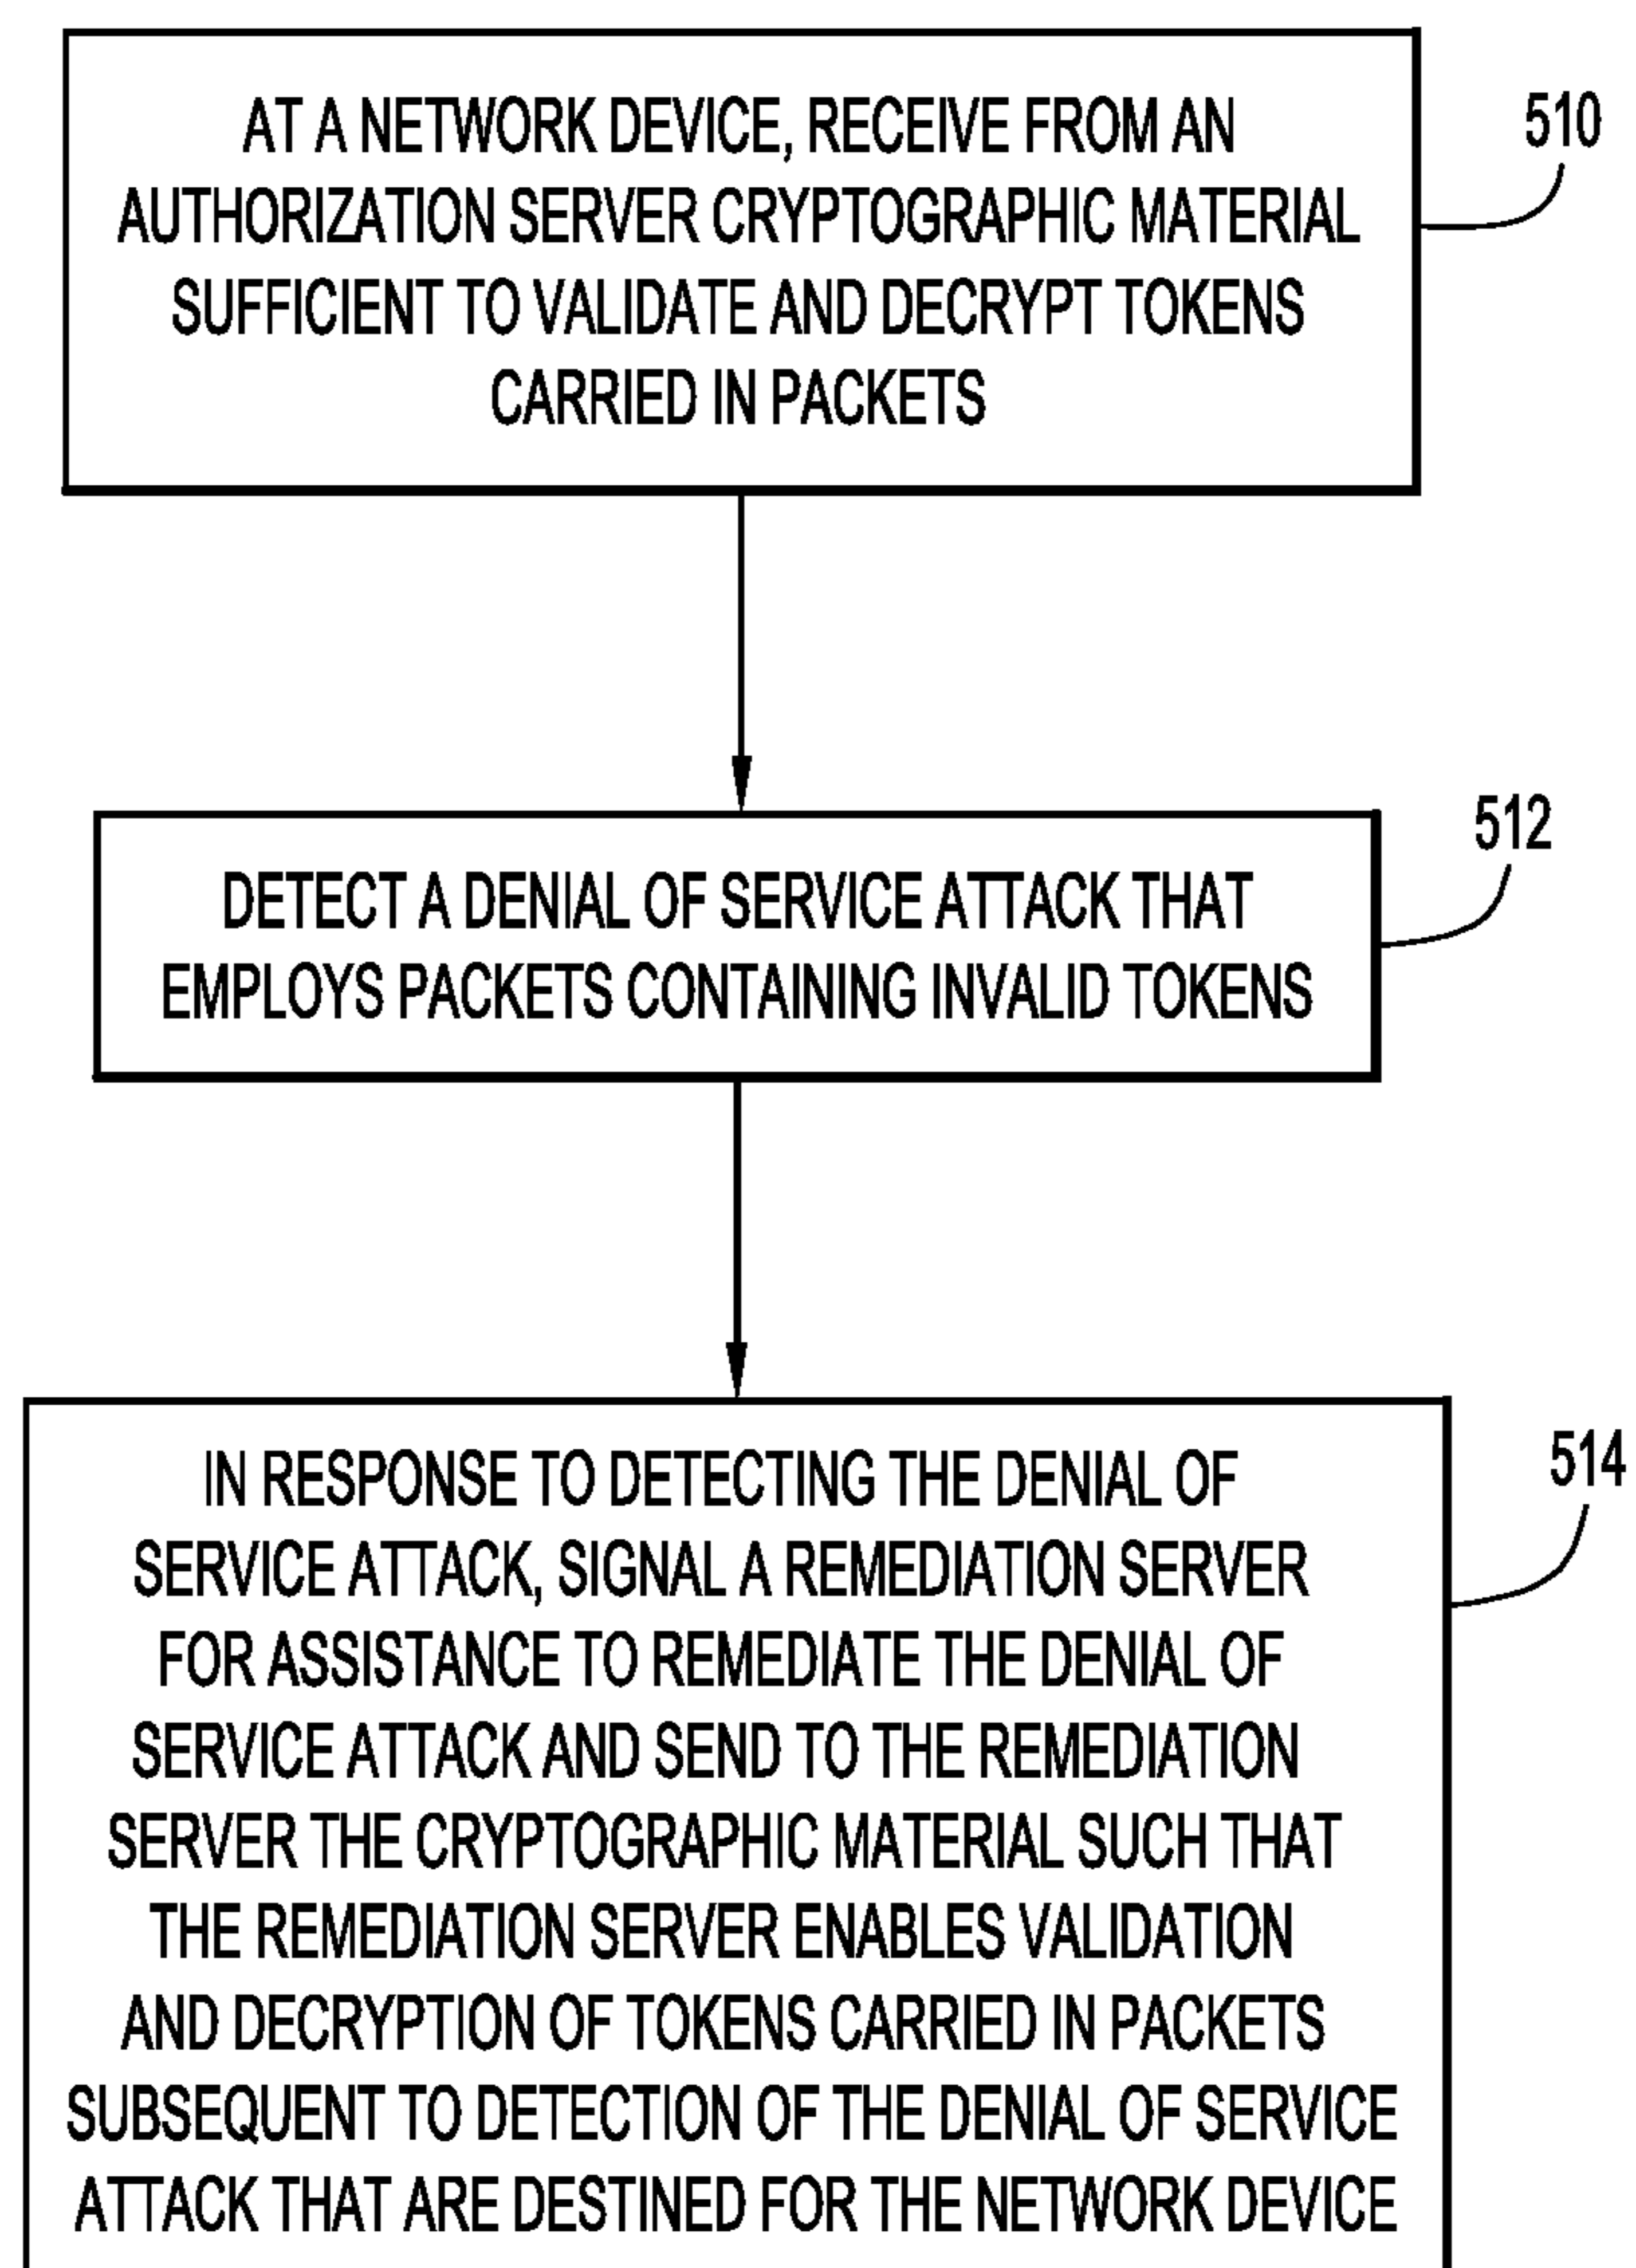 AT A NETWORK DEVICE, RECEIVE FROM AN
AUTHORIZATION SERVER CRYPTOGRAPHIC MATERIAL
SUFFICIENT TO VALIDATE AND DECRYPT TOKENS
CARRIED IN PACKETS
510
DETECT A DENIAL OF SERVICE ATTACK THAT
EMPLOYS PACKETS CONTAINING INVALID TOKENS
512
IN RESPONSE TO DETECTING THE DENIAL OF
SERVICE ATTACK, SIGNAL A REMEDIATION SERVER
FOR ASSISTANCE TO REMEDIATE THE DENIAL OF
SERVICE ATTACK AND SEND TO THE REMEDIATION
SERVER THE CRYPTOGRAPHIC MATERIAL SUCH THAT
THE REMEDIATION SERVER ENABLES VALIDATION
AND DECRYPTION OF TOKENS CARRIED IN PACKETS
SUBSEQUENT TO DETECTION OF THE DENIAL OF SERVICE
ATTACK THAT ARE DESTINED FOR THE NETWORK DEVICE
514